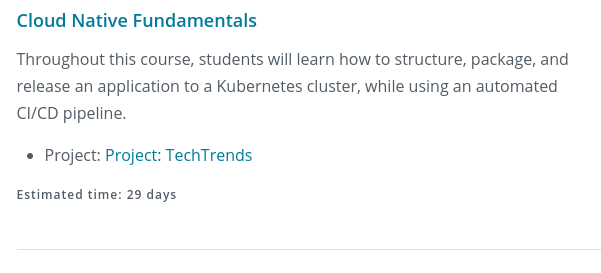 Cloud Native Fundamentals
Throughout this course, students will learn how to structure, package, and
release an application to a Kubernetes cluster, while using an automated
CI/CD pipeline.
• Project: Project: TechTrends
Estimated time: 29 days